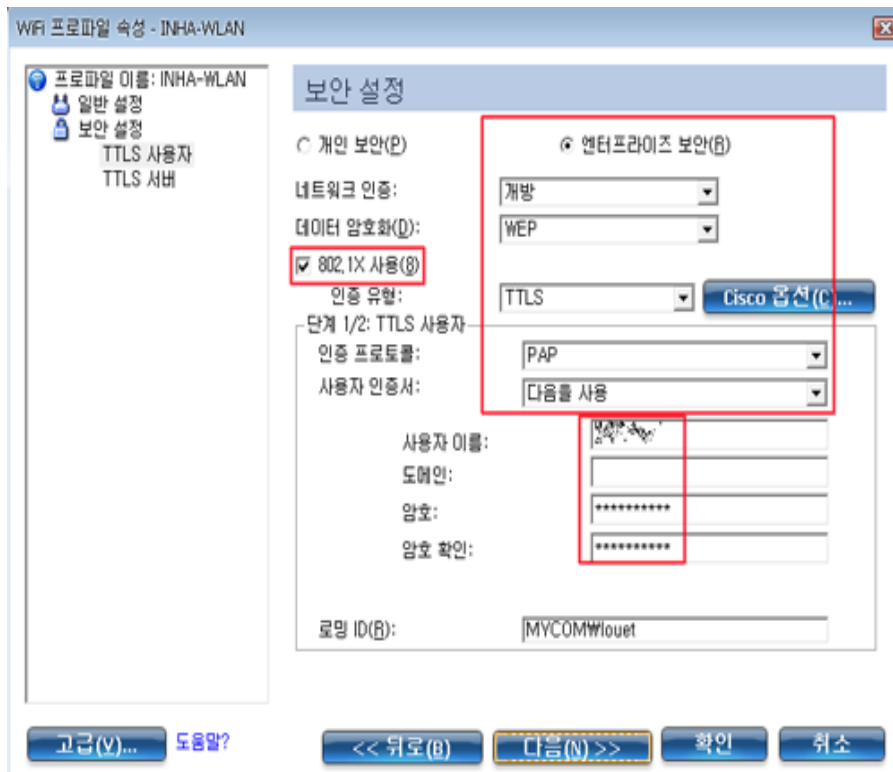 WiFi 프로파일 속성 - INHA-WLAN
프로파일 이름: INHA-WLAN
일반 설정
보안 설정
TTLS 사용자
TTLS 서버
보안 설정
개인 보안(P) 엔터프라이즈 보안(R)
네트워크 인증: 개방
데이터 암호화(D): WEP
802.1X 사용(8)
인증 유형: TTLS Cisco 옵션(C)...
단계 1/2: TTLS 사용자
인증 프로토콜: PAP
사용자 인증서: 다음을 사용
사용자 이름:
도메인:
암호: **********
암호 확인: **********
로밍 ID(R): MYCOM₩louet
고급(V)... 도움말? << 뒤로(B) 다음(N) >> 확인 취소